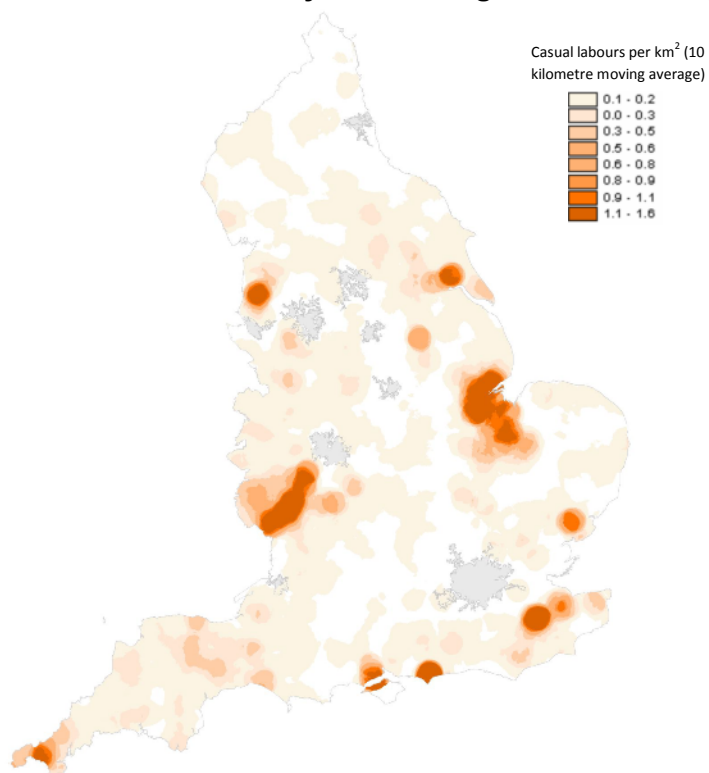 Casual labours per km² (10
kilometre moving average)
0.1 - 0.2
0.0 - 0.3
0.3 - 0.5
0.5 - 0.6
0.6 - 0.8
0.8 - 0.9
0.9 - 1.1
1.1 - 1.6